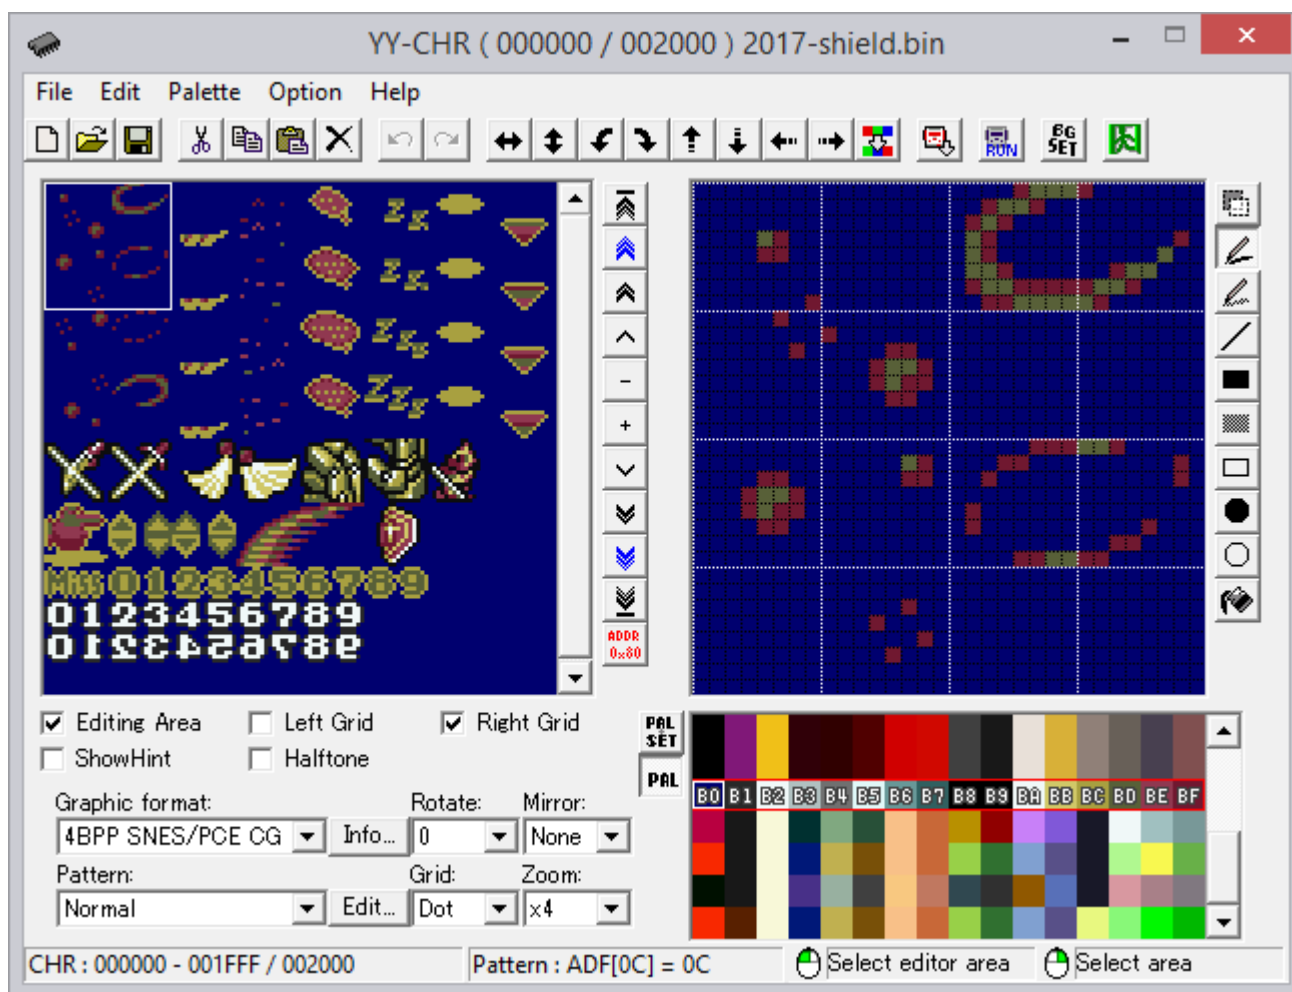 YY-CHR ( 000000 / 002000 ) 2017-shield.bin
File Edit Palette Option Help
RUN
BG SET
Miss0123456789
0123456789
ADDR
0x80
Editing Area Left Grid Right Grid
ShowHint Halftone
PAL SET
PAL
B0 B1 B2 B3 B4 B5 B6 B7 B8 B9 BA BB BC BD BE BF
Graphic format: Rotate: Mirror:
4BPP SNES/PCE CG Info... 0 None
Pattern: Grid: Zoom:
Normal Edit... Dot x4
CHR : 000000 - 001FFF / 002000 Pattern : ADF[0C] = 0C Select editor area Select area